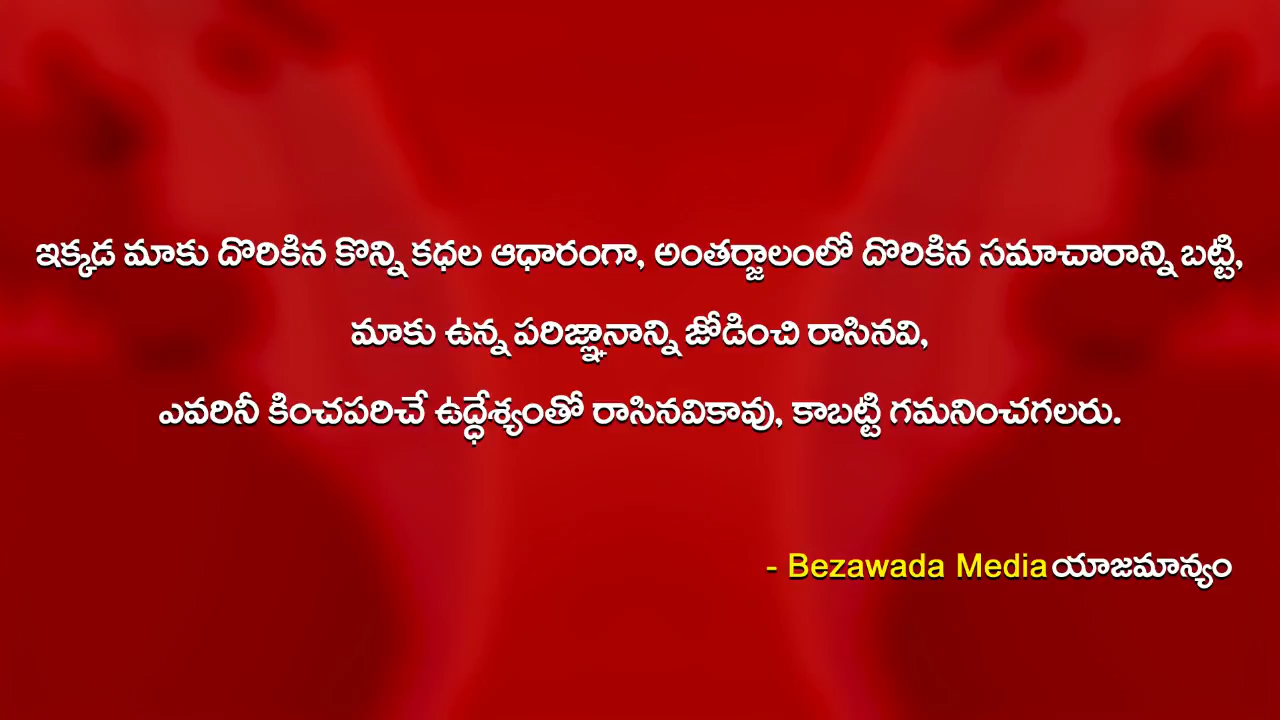 ఇక్కడ మాకు దొరికిన కొన్ని కధల ఆధారంగా, అంతర్జాలంలో దొరికిన సమాచారాన్ని బట్టి,
మాకు ఉన్న పరిజ్ఞానాన్ని జోడించి రాసినవి,
ఎవరినీ కించపరిచే ఉద్ధేశ్యంతో రాసినవికావు, కాబట్టి గమనించగలరు.
- Bezawada Media యాజమాన్యం